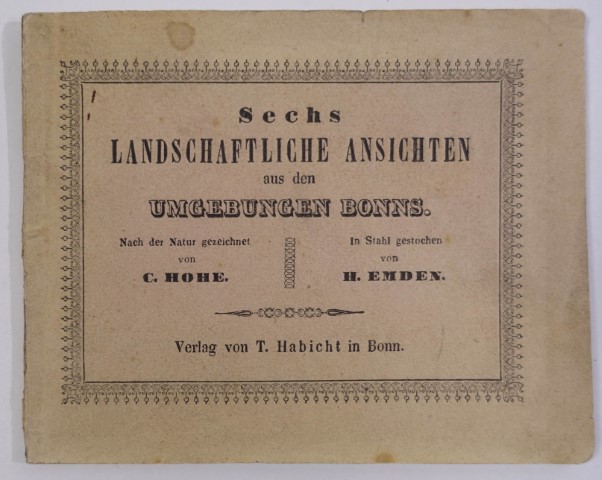 Sechs
LANDSCHAFTLICHE ANSICHTEN
aus den
UMGEBUNGEN BONNS.
Nach der Natur gezeichnet
von
C. HOHE.
In Stahl gestochen
von
H. EMDEN.
Verlag von T. Habicht in Bonn.